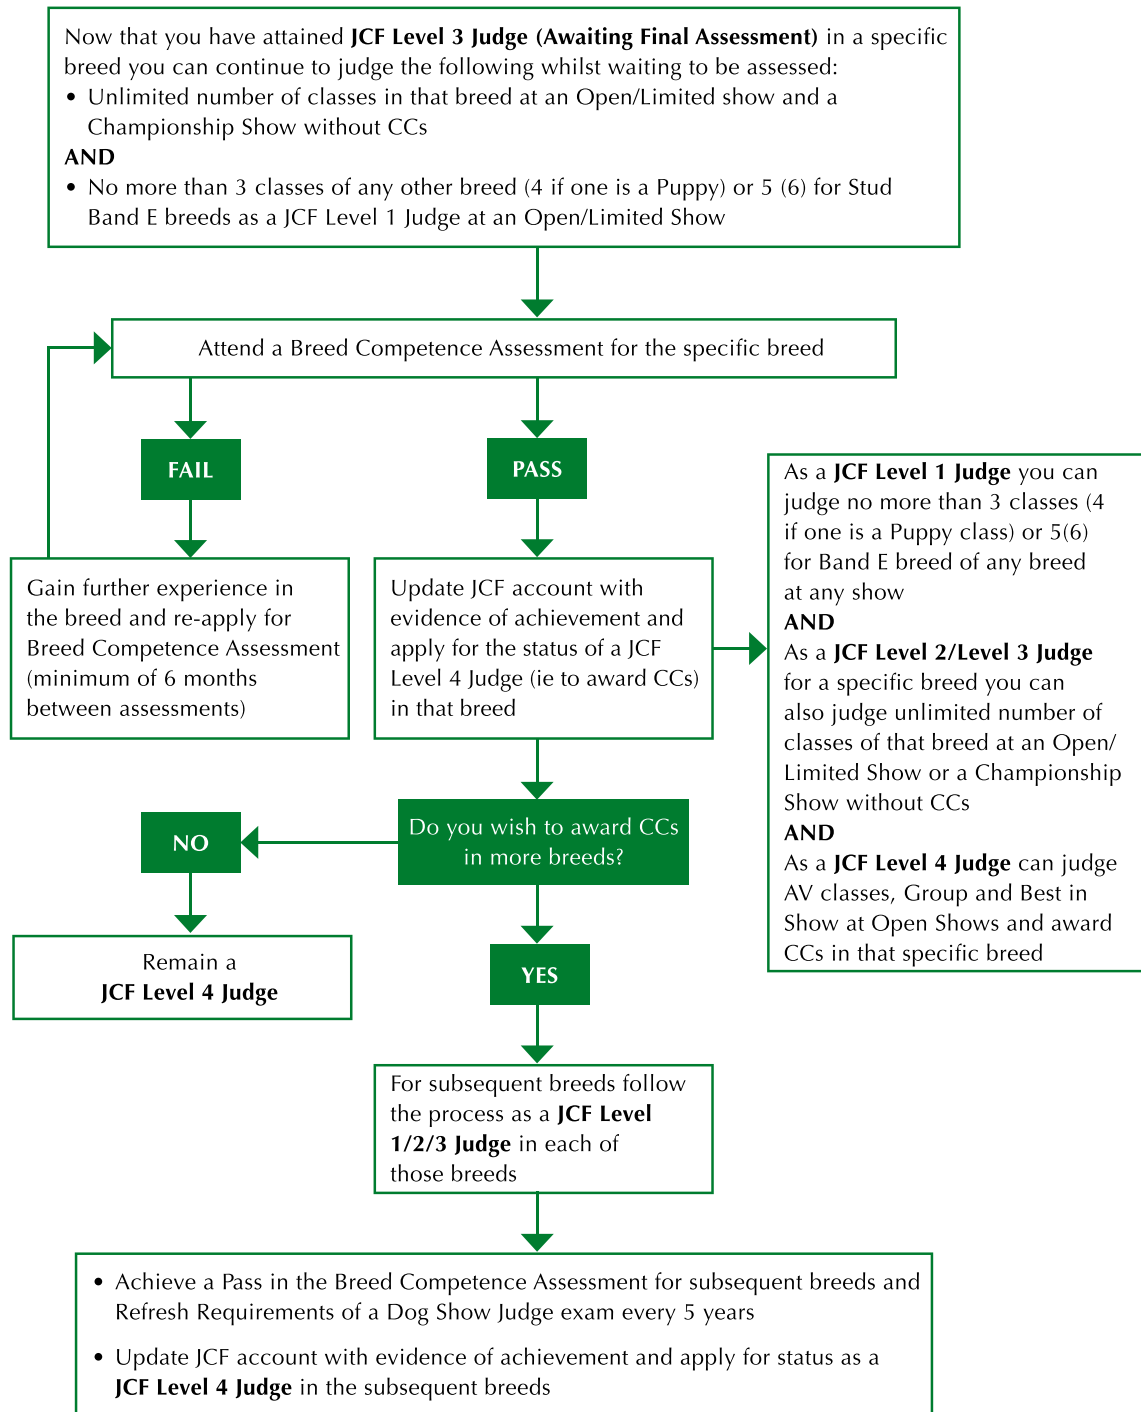 Now that you have attained JCF Level 3 Judge (Awaiting Final Assessment) in a specific
breed you can continue to judge the following whilst waiting to be assessed:
• Unlimited number of classes in that breed at an Open/Limited show and a
Championship Show without CCs
AND
• No more than 3 classes of any other breed (4 if one is a Puppy) or 5 (6) for Stud
Band E breeds as a JCF Level 1 Judge at an Open/Limited Show
Attend a Breed Competence Assessment for the specific breed
FAIL
PASS
Gain further experience in
the breed and re-apply for
Breed Competence Assessment
(minimum of 6 months
between assessments)
Update JCF account with
evidence of achievement and
apply for the status of a JCF
Level 4 Judge (ie to award CCs)
in that breed
As a JCF Level 1 Judge you can
judge no more than 3 classes (4
if one is a Puppy class) or 5(6)
for Band E breed of any breed
at any show
AND
As a JCF Level 2/Level 3 Judge
for a specific breed you can
also judge unlimited number of
classes of that breed at an Open/
Limited Show or a Championship
Show without CCs
AND
As a JCF Level 4 Judge can judge
AV classes, Group and Best in
Show at Open Shows and award
CCs in that specific breed
Do you wish to award CCs
in more breeds?
NO
Remain a
JCF Level 4 Judge
YES
For subsequent breeds follow
the process as a JCF Level
1/2/3 Judge in each of
those breeds
• Achieve a Pass in the Breed Competence Assessment for subsequent breeds and
Refresh Requirements of a Dog Show Judge exam every 5 years
• Update JCF account with evidence of achievement and apply for status as a
JCF Level 4 Judge in the subsequent breeds